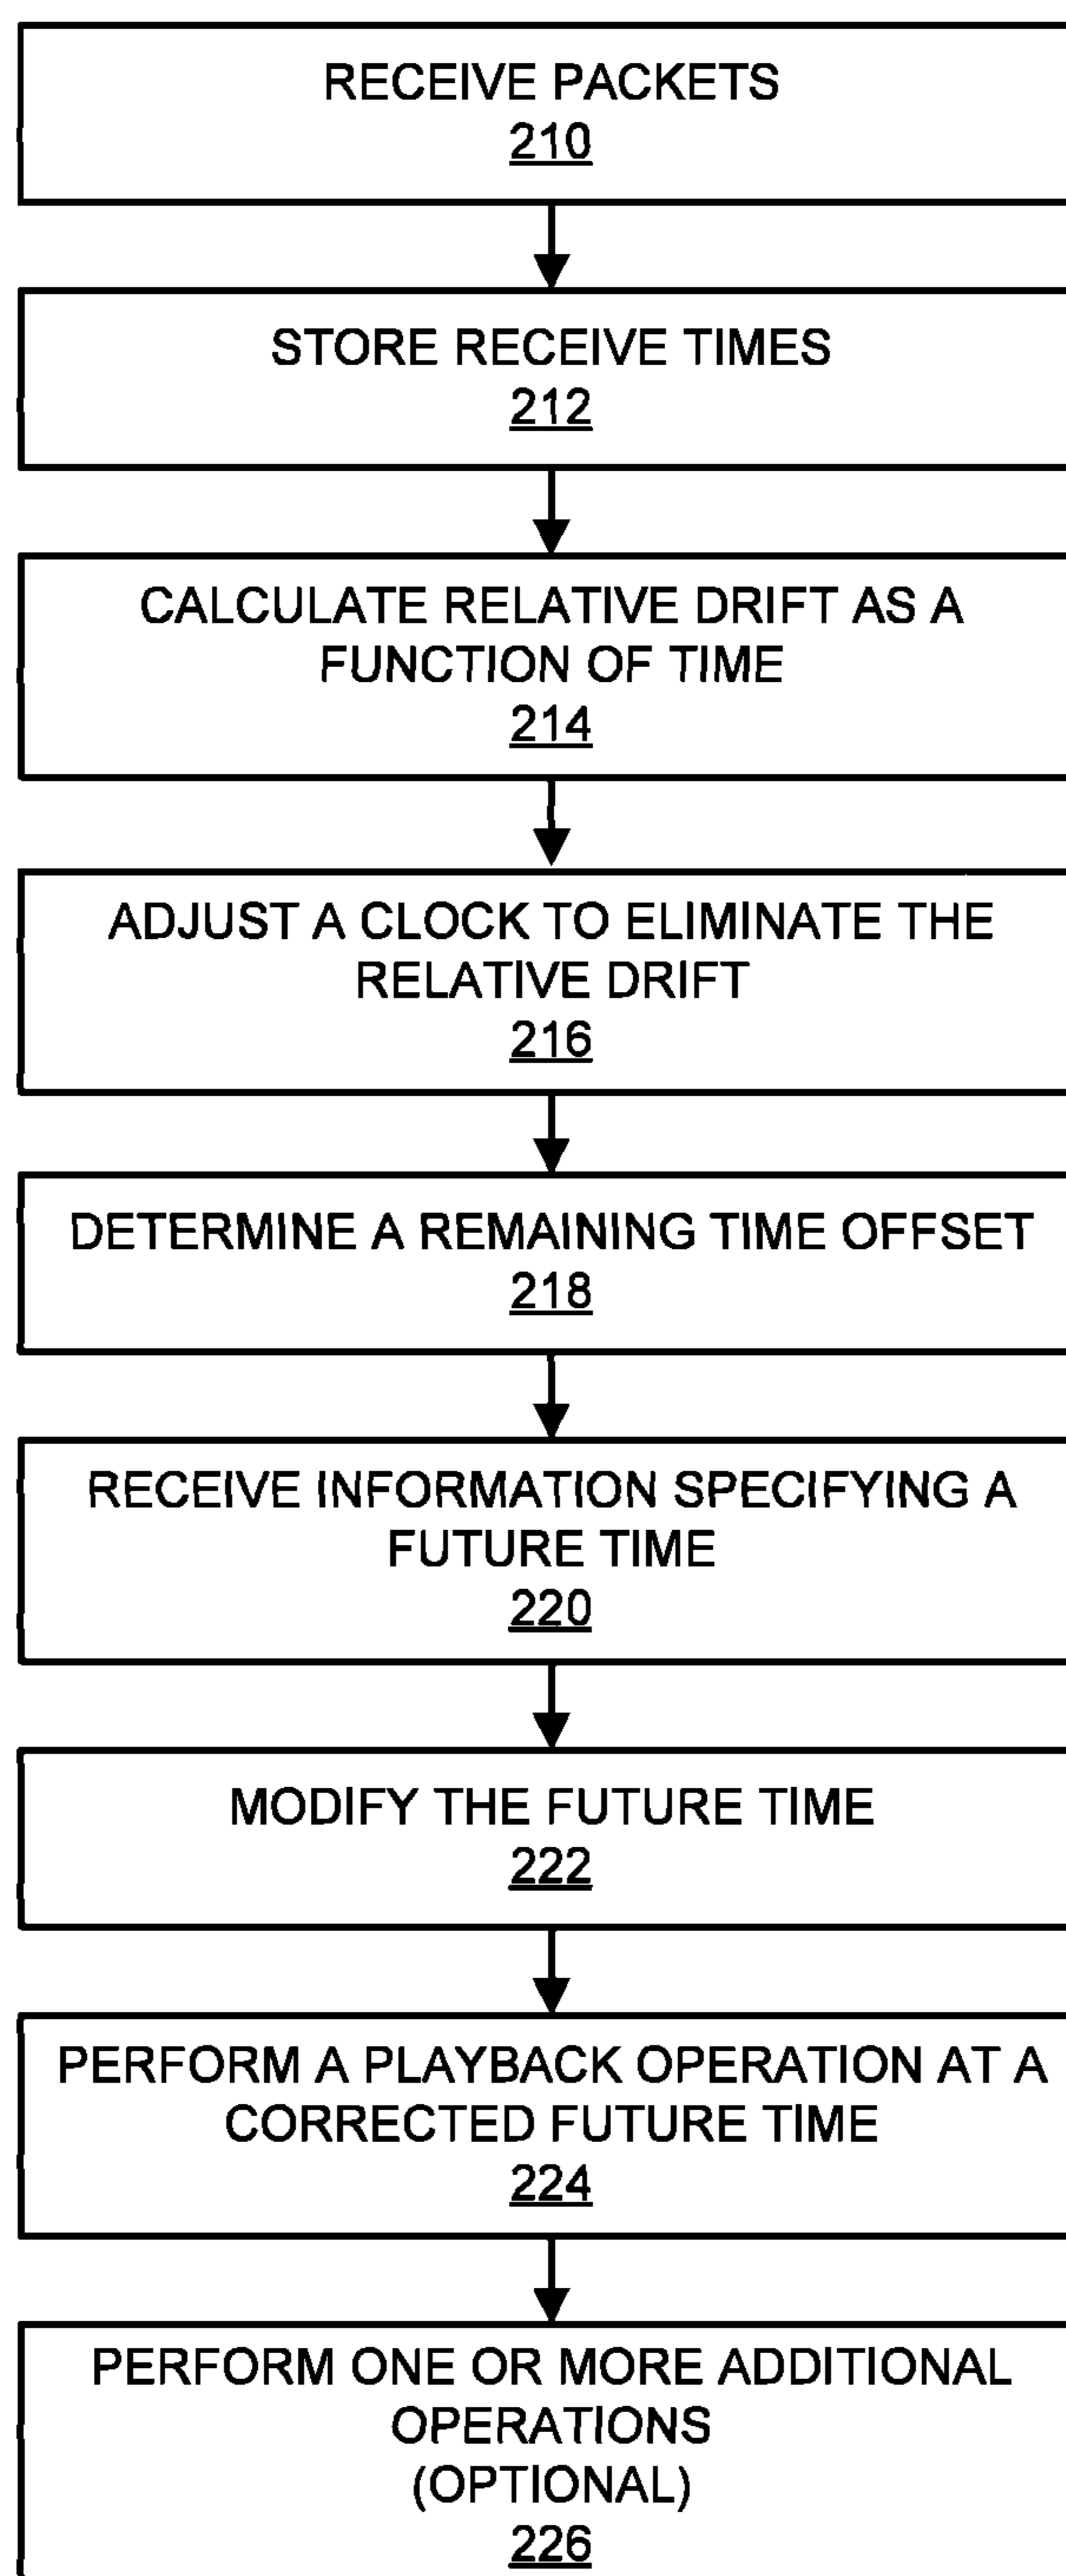 RECEIVE PACKETS
210
STORE RECEIVE TIMES
212
CALCULATE RELATIVE DRIFT AS A
FUNCTION OF TIME
214
ADJUST A CLOCK TO ELIMINATE THE
RELATIVE DRIFT
216
DETERMINE A REMAINING TIME OFFSET
218
RECEIVE INFORMATION SPECIFYING A
FUTURE TIME
220
MODIFY THE FUTURE TIME
222
PERFORM A PLAYBACK OPERATION AT A
CORRECTED FUTURE TIME
224
PERFORM ONE OR MORE ADDITIONAL
OPERATIONS
(OPTIONAL)
226